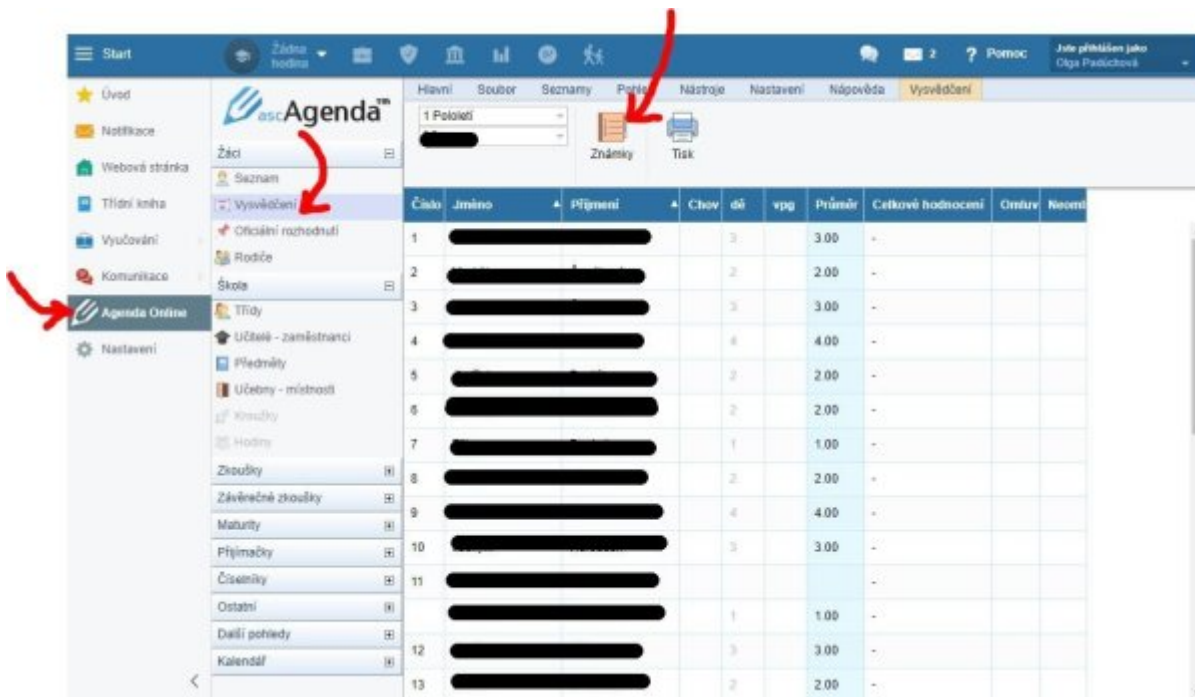 Start
Žádná hodina
2
? Pomoc
Jste přihlášen jako
Olga Padúchová
Úvod
Notifikace
Webová stránka
Třídní kniha
Vyučování
Komunikace
Agenda Online
Nastavení
ascAgenda™
Žáci
Seznam
Vysvědčení
Oficiální rozhodnutí
Rodiče
Škola
Třídy
Učitelé - zaměstnanci
Předměty
Učebny - místnosti
Kroužky
Hodiny
Zkoušky
Závěrečné zkoušky
Maturity
Přijímačky
Číselníky
Ostatní
Další pohledy
Kalendář
Hlavní Soubor Seznamy Nástroje Nastavení Nápověda Vysvědčení
1 Pololetí
Známky Tisk
Číslo Jméno Příjmení Chov dě vpg Průměr Celkové hodnocení Omluv Neoml
1 3 3.00 -
2 2 2.00 -
3 3 3.00 -
4 4 4.00 -
5 2 2.00 -
6 2 2.00 -
7 1 1.00 -
8 2 2.00 -
9 4 4.00 -
10 3 3.00 -
11 -
1 1.00 -
12 3 3.00 -
13 2 2.00 -